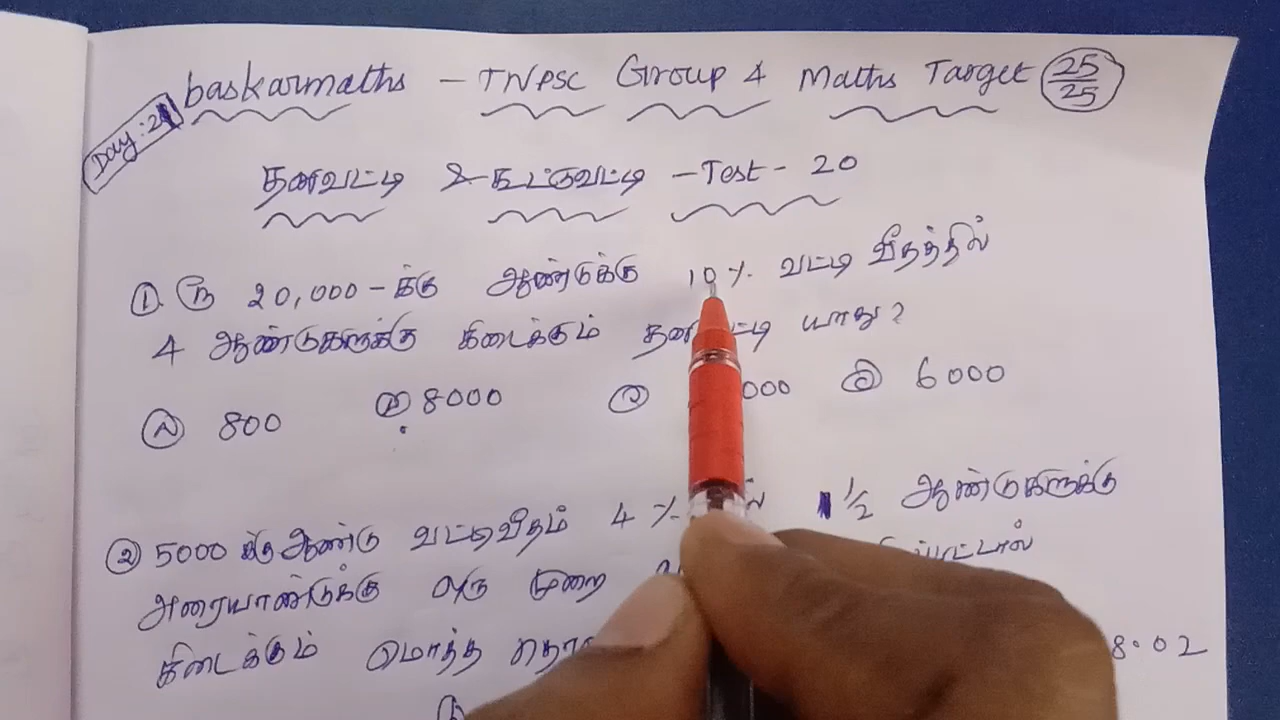 baskarmaths - TNPSC Group 4 Maths Target 25/25
Day: 21
தனிவட்டி & கூட்டுவட்டி - Test - 20
① ரூ 20,000-க்கு ஆண்டுக்கு 10% வட்டி வீதத்தில்
4 ஆண்டுகளுக்கு கிடைக்கும் யாது?
Ⓐ 800 Ⓑ 8000 Ⓒ Ⓓ 6000
② 5000 க்கு ஆண்டு வட்டிவீதம் 4% 1/2 ஆண்டுகளுக்கு
அரையாண்டுக்கு ஒரு முறை
கிடைக்கும் மொத்த